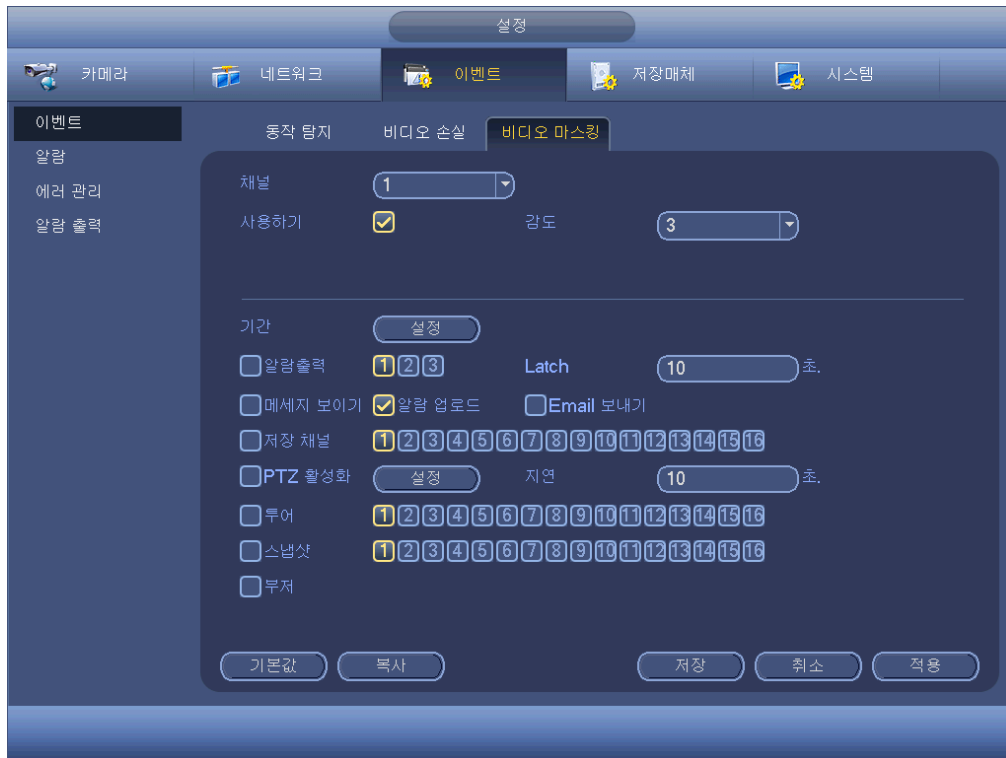 설정
카메라 네트워크 이벤트 저장매체 시스템
이벤트
알람
에러 관리
알람 출력
동작 탐지 비디오 손실 비디오 마스킹
채널 1
사용하기 감도 3
기간 설정
알람출력 1 2 3 Latch 10 초.
메세지 보이기 알람 업로드 Email 보내기
저장 채널 1 2 3 4 5 6 7 8 9 10 11 12 13 14 15 16
PTZ 활성화 설정 지연 10 초.
투어 1 2 3 4 5 6 7 8 9 10 11 12 13 14 15 16
스냅샷 1 2 3 4 5 6 7 8 9 10 11 12 13 14 15 16
부저
기본값 복사 저장 취소 적용